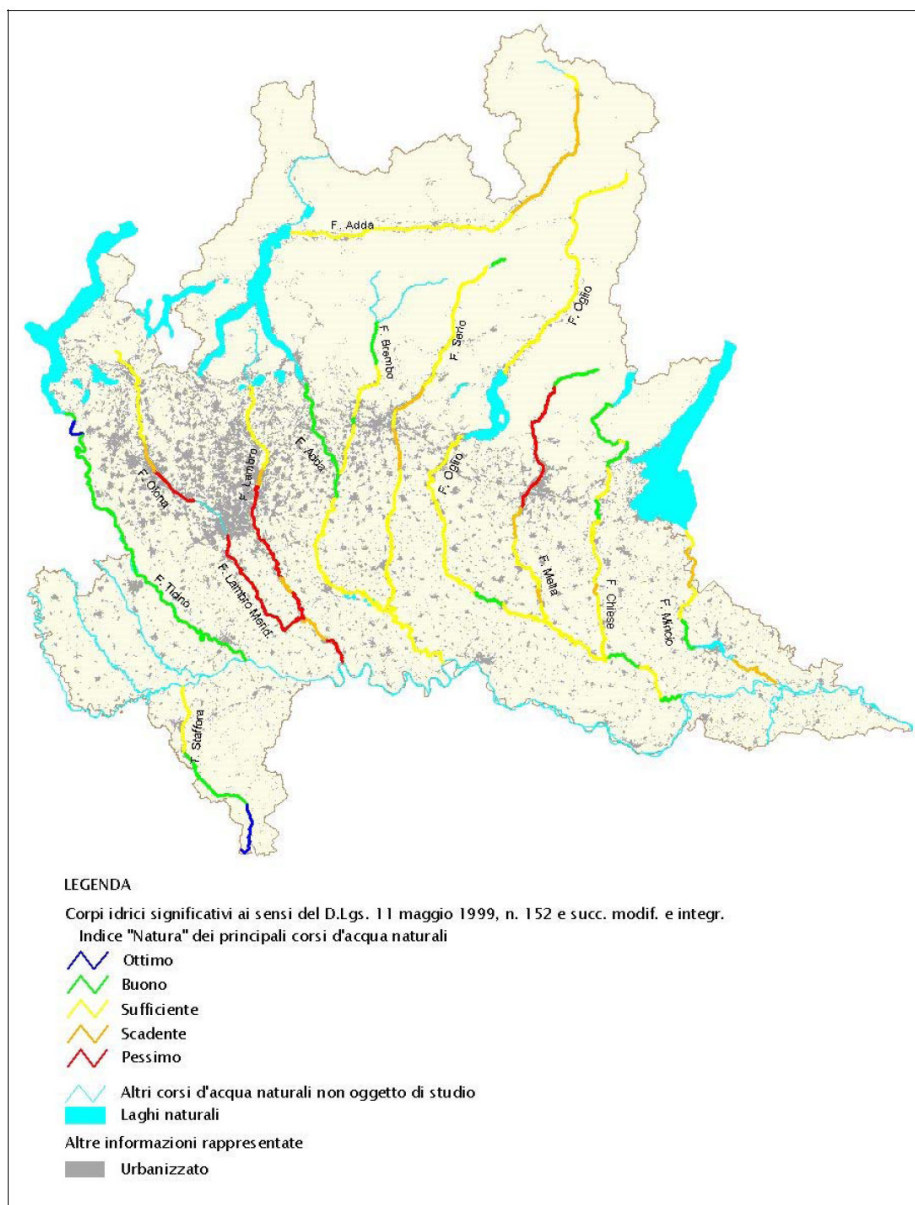 F. Adda
F. Oglio
F. Serio
F. Brembo
F. Adda
F. Lambro
F. Olona
F. Oglio
F. Mella
F. Chiese
F. Mincio
F. Ticino
F. Lambro Merid.
F. Staffora
LEGENDA
Corpi idrici significativi ai sensi del D.Lgs. 11 maggio 1999, n. 152 e succ. modif. e integr.
Indice "Natura" dei principali corsi d'acqua naturali
Ottimo
Buono
Sufficiente
Scadente
Pessimo
Altri corsi d'acqua naturali non oggetto di studio
Laghi naturali
Altre informazioni rappresentate
Urbanizzato